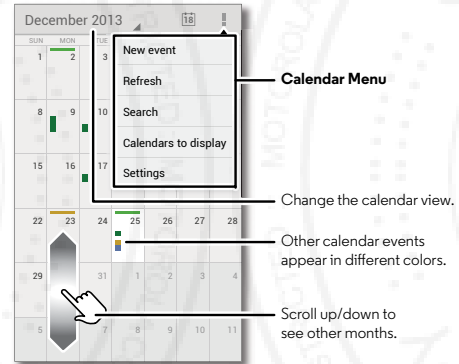 December 2013
18
SUN MON TUE
1 2 3
New event
Refresh
Search
Calendars to display
Settings
8 9 10
15 16 17
22 23 24 25 26 27 28
29 31 1 2 3 4
5 7 8 9 10 11
Calendar Menu
Change the calendar view.
Other calendar events
appear in different colors.
Scroll up/down to
see other months.